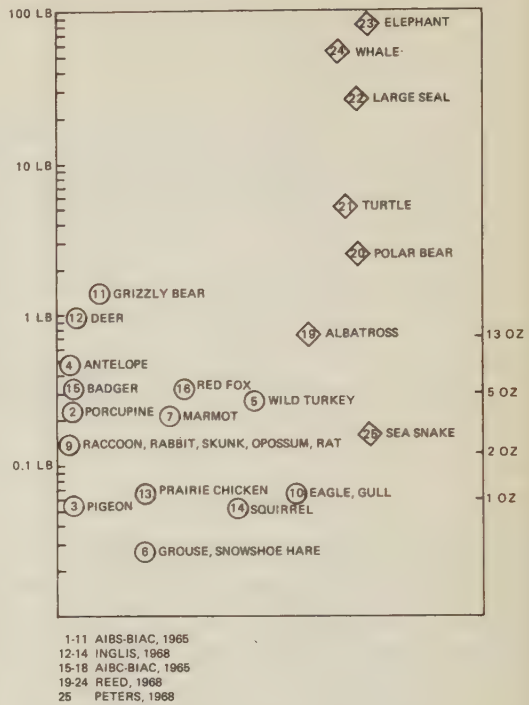 100 LB
23 ELEPHANT
24 WHALE
22 LARGE SEAL
10 LB
21 TURTLE
20 POLAR BEAR
11 GRIZZLY BEAR
1 LB
12 DEER
19 ALBATROSS
13 OZ
4 ANTELOPE
15 BADGER
16 RED FOX
5 WILD TURKEY
5 OZ
2 PORCUPINE
7 MARMOT
25 SEA SNAKE
9 RACCOON, RABBIT, SKUNK, OPOSSUM, RAT
2 OZ
0.1 LB
13 PRAIRIE CHICKEN
10 EAGLE, GULL
1 OZ
3 PIGEON
14 SQUIRREL
6 GROUSE, SNOWSHOE HARE
1-11 AIBS-BIAC, 1965
12-14 INGLIS, 1968
15-18 AIBC-BIAC, 1965
19-24 REED, 1968
25 PETERS, 1968